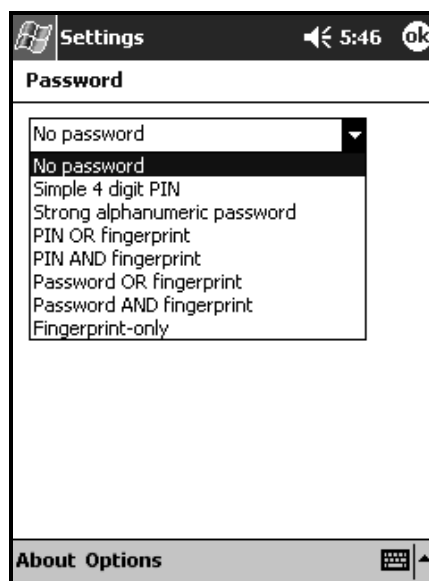 Settings 5:46 ok
Password
No password
No password
Simple 4 digit PIN
Strong alphanumeric password
PIN OR fingerprint
PIN AND fingerprint
Password OR fingerprint
Password AND fingerprint
Fingerprint-only
About Options